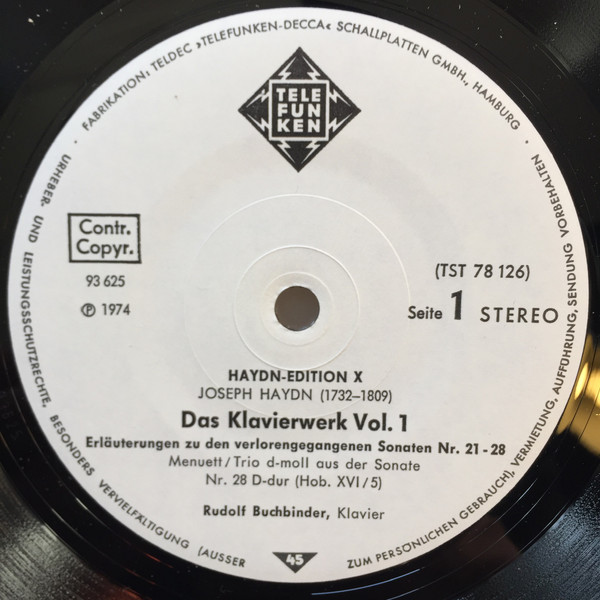 FABRIKATION: TELDEC »TELEFUNKEN-DECCA« SCHALLPLATTEN GMBH., HAMBURG
TELE
FUN
KEN
Contr.
Copyr.
93 625
℗ 1974
(TST 78 126)
Seite 1 STEREO
HAYDN-EDITION X
JOSEPH HAYDN (1732–1809)
Das Klavierwerk Vol. 1
Erläuterungen zu den verlorengegangenen Sonaten Nr. 21 - 28
Menuett/Trio d-moll aus der Sonate
Nr. 28 D-dur (Hob. XVI/5)
Rudolf Buchbinder, Klavier
45
URHEBER- UND LEISTUNGSSCHUTZRECHTE, BESONDERS VERVIELFÄLTIGUNG (AUSSER ZUM PERSÖNLICHEN GEBRAUCH), VERMIETUNG, AUFFÜHRUNG, SENDUNG VORBEHALTEN